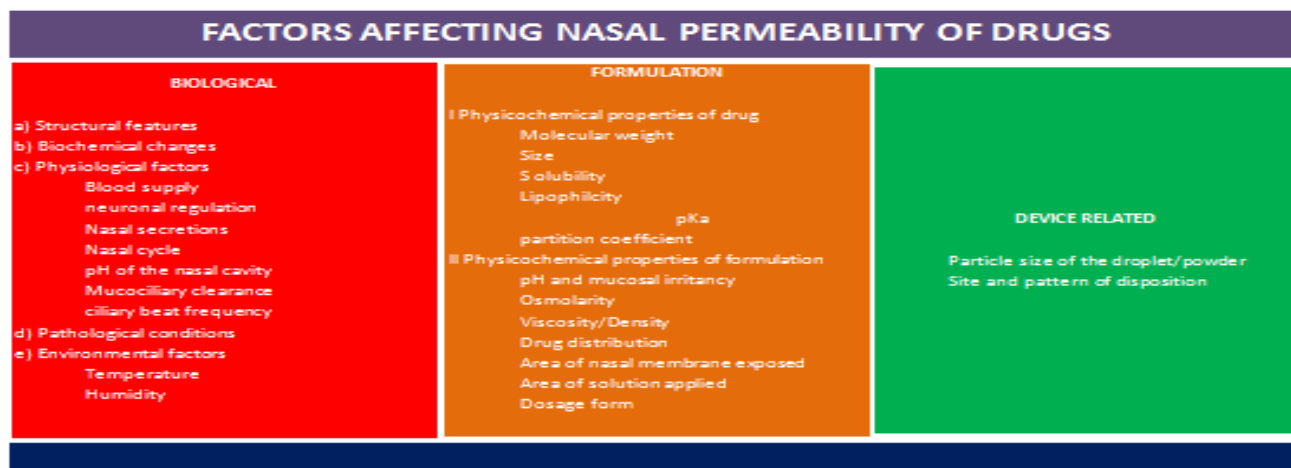 FACTORS AFFECTING NASAL PERMEABILITY OF DRUGS
BIOLOGICAL
a) Structural features
b) Biochemical changes
c) Physiological factors
Blood supply
neuronal regulation
Nasal secretions
Nasal cycle
pH of the nasal cavity
Mucociliary clearance
ciliary beat frequency
d) Pathological conditions
e) Environmental factors
Temperature
Humidity
FORMULATION
I Physicochemical properties of drug
Molecular weight
Size
Solubility
Lipophilcity
pKa
partition coefficient
II Physicochemical properties of formulation
pH and mucosal irritancy
Osmolarity
Viscosity/Density
Drug distribution
Area of nasal membrane exposed
Area of solution applied
Dosage form
DEVICE RELATED
Particle size of the droplet/powder
Site and pattern of disposition